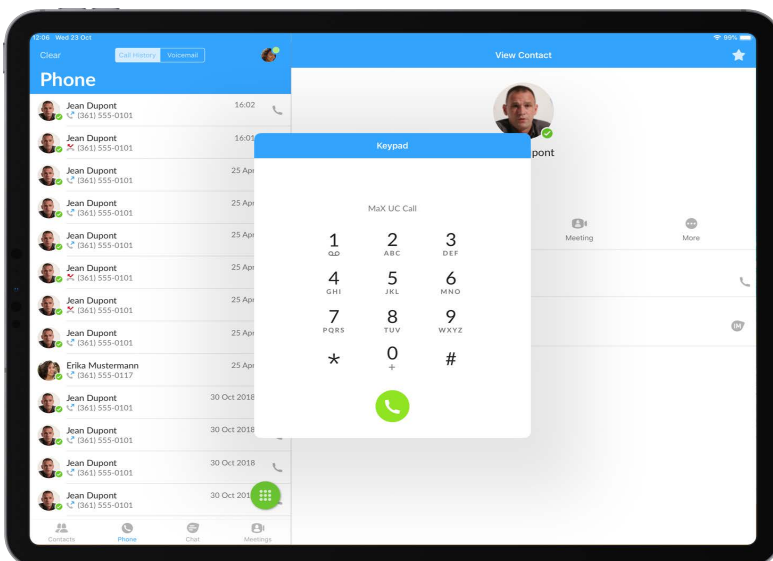 12:06 Wed 23 Oct
99%
Clear
Call History
Voicemail
Phone
Jean Dupont
(361) 555-0101
16:02
Jean Dupont
(361) 555-0101
16:01
Jean Dupont
(361) 555-0101
25 Apr
Jean Dupont
(361) 555-0101
25 Apr
Jean Dupont
(361) 555-0101
25 Apr
Jean Dupont
(361) 555-0101
25 Apr
Jean Dupont
(361) 555-0101
25 Apr
Jean Dupont
(361) 555-0101
25 Apr
Erika Mustermann
(361) 555-0117
25 Apr
Jean Dupont
(361) 555-0101
30 Oct 2018
Jean Dupont
(361) 555-0101
30 Oct 2018
Jean Dupont
(361) 555-0101
30 Oct 2018
Jean Dupont
(361) 555-0101
30 Oct 201
Contacts
Phone
Chat
Meetings
View Contact
pont
Meeting
More
IM
Keypad
MaX UC Call
1
2
ABC
3
DEF
4
GHI
5
JKL
6
MNO
7
PQRS
8
TUV
9
WXYZ
*
0
+
#